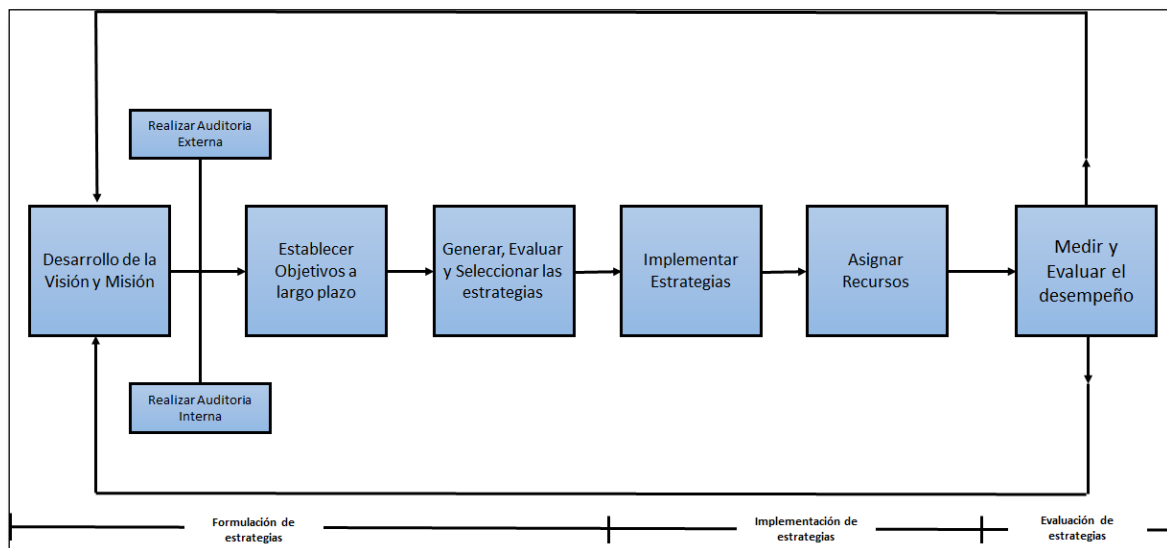 Realizar Auditoria
Externa
Desarrollo de la
Visión y Misión
Establecer
Objetivos a
largo plazo
Generar, Evaluar
y Seleccionar las
estrategias
Implementar
Estrategias
Asignar
Recursos
Medir y
Evaluar el
desempeño
Realizar Auditoria
Interna
Formulación de
estrategias
Implementación de
estrategias
Evaluación de
estrategias